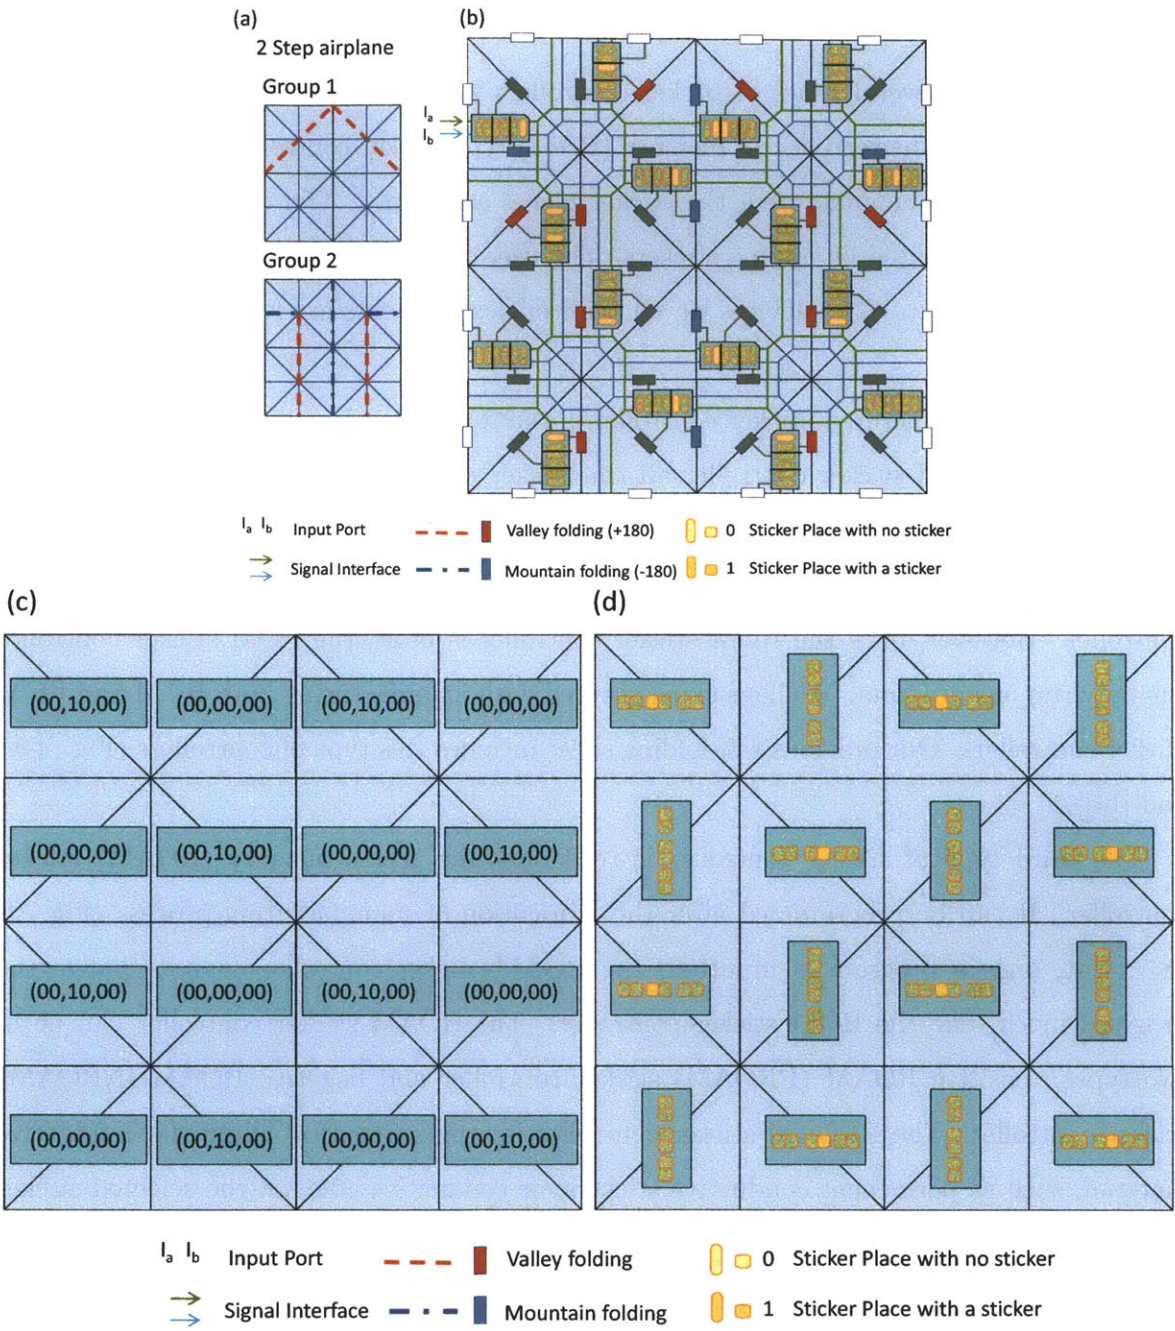 (a)
(b)
2 Step airplane
Group 1
Group 2
Ia
Ib
Ia Ib Input Port Valley folding (+180) 0 Sticker Place with no sticker
Signal Interface Mountain folding (-180) 1 Sticker Place with a sticker
(c)
(d)
(00,10,00) (00,00,00) (00,10,00) (00,00,00)
(00,00,00) (00,10,00) (00,00,00) (00,10,00)
(00,10,00) (00,00,00) (00,10,00) (00,00,00)
(00,00,00) (00,10,00) (00,00,00) (00,10,00)
Ia Ib Input Port Valley folding 0 Sticker Place with no sticker
Signal Interface Mountain folding 1 Sticker Place with a sticker